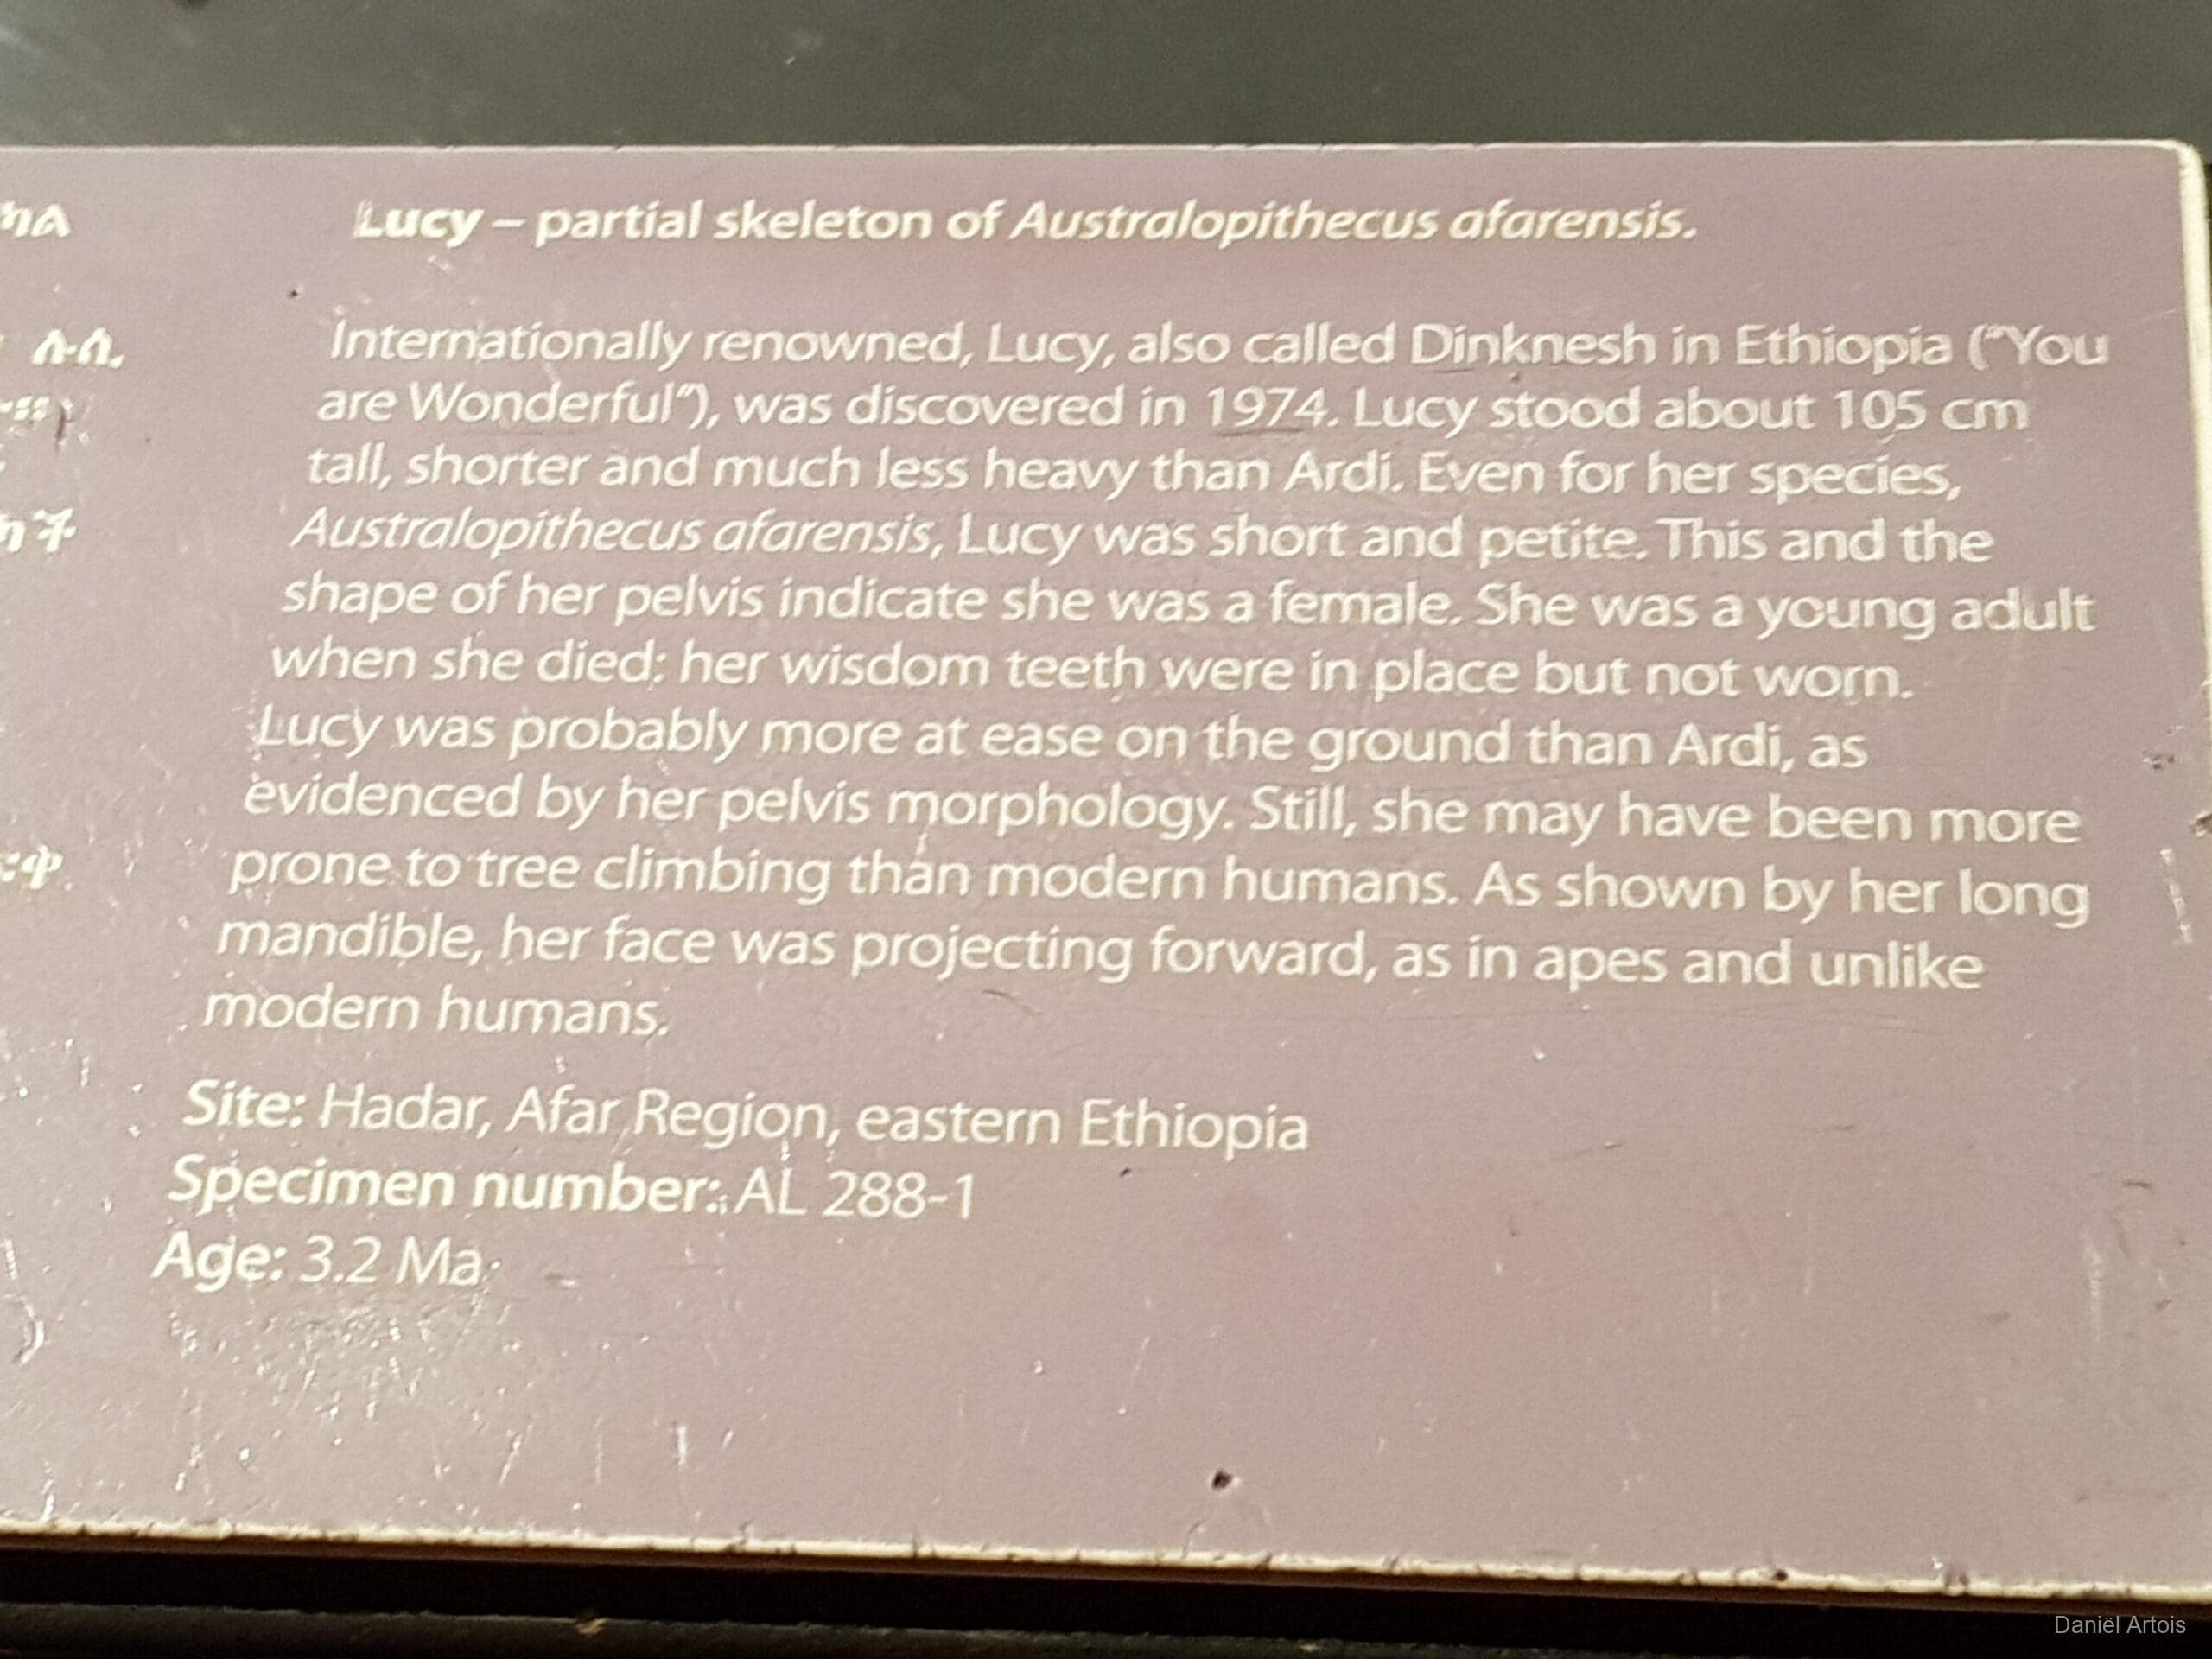 ሉሲ
Lucy – partial skeleton of Australopithecus afarensis.
Internationally renowned, Lucy, also called Dinknesh in Ethiopia ("You
are Wonderful"), was discovered in 1974. Lucy stood about 105 cm
tall, shorter and much less heavy than Ardi. Even for her species,
Australopithecus afarensis, Lucy was short and petite. This and the
shape of her pelvis indicate she was a female. She was a young adult
when she died: her wisdom teeth were in place but not worn.
Lucy was probably more at ease on the ground than Ardi, as
evidenced by her pelvis morphology. Still, she may have been more
prone to tree climbing than modern humans. As shown by her long
mandible, her face was projecting forward, as in apes and unlike
modern humans.
Site: Hadar, Afar Region, eastern Ethiopia
Specimen number: AL 288-1
Age: 3.2 Ma
Daniël Artois